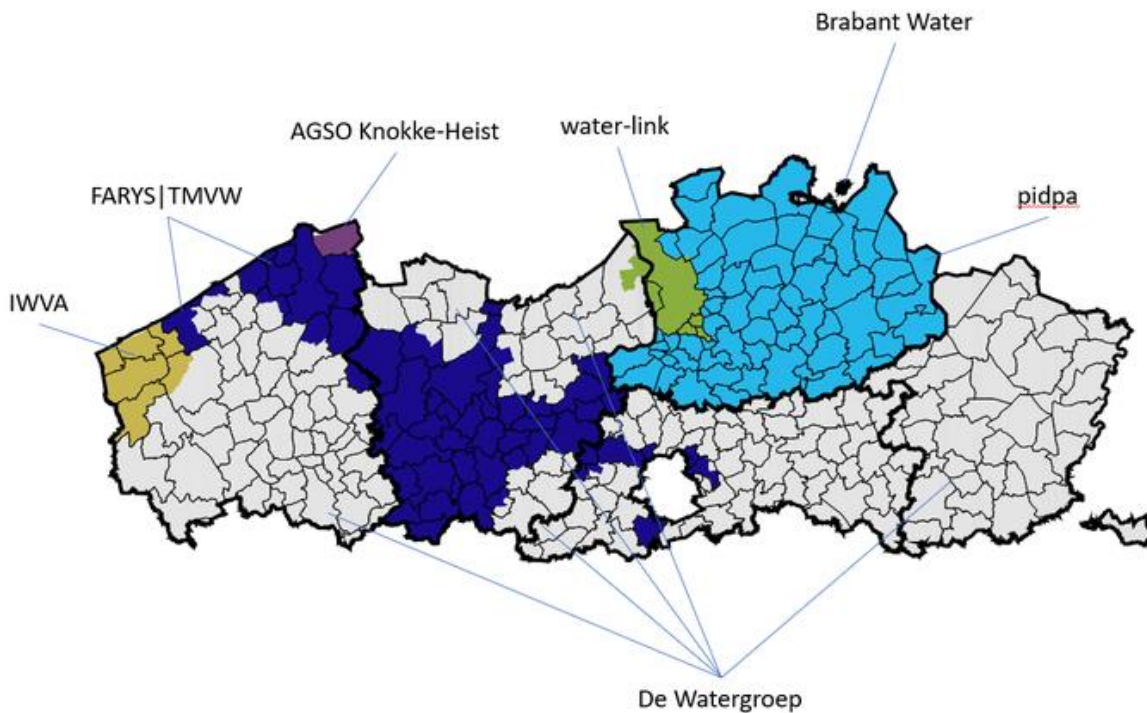 Brabant Water
AGSO Knokke-Heist
water-link
FARYS|TMVW
pidpa
IWVA
De Watergroep